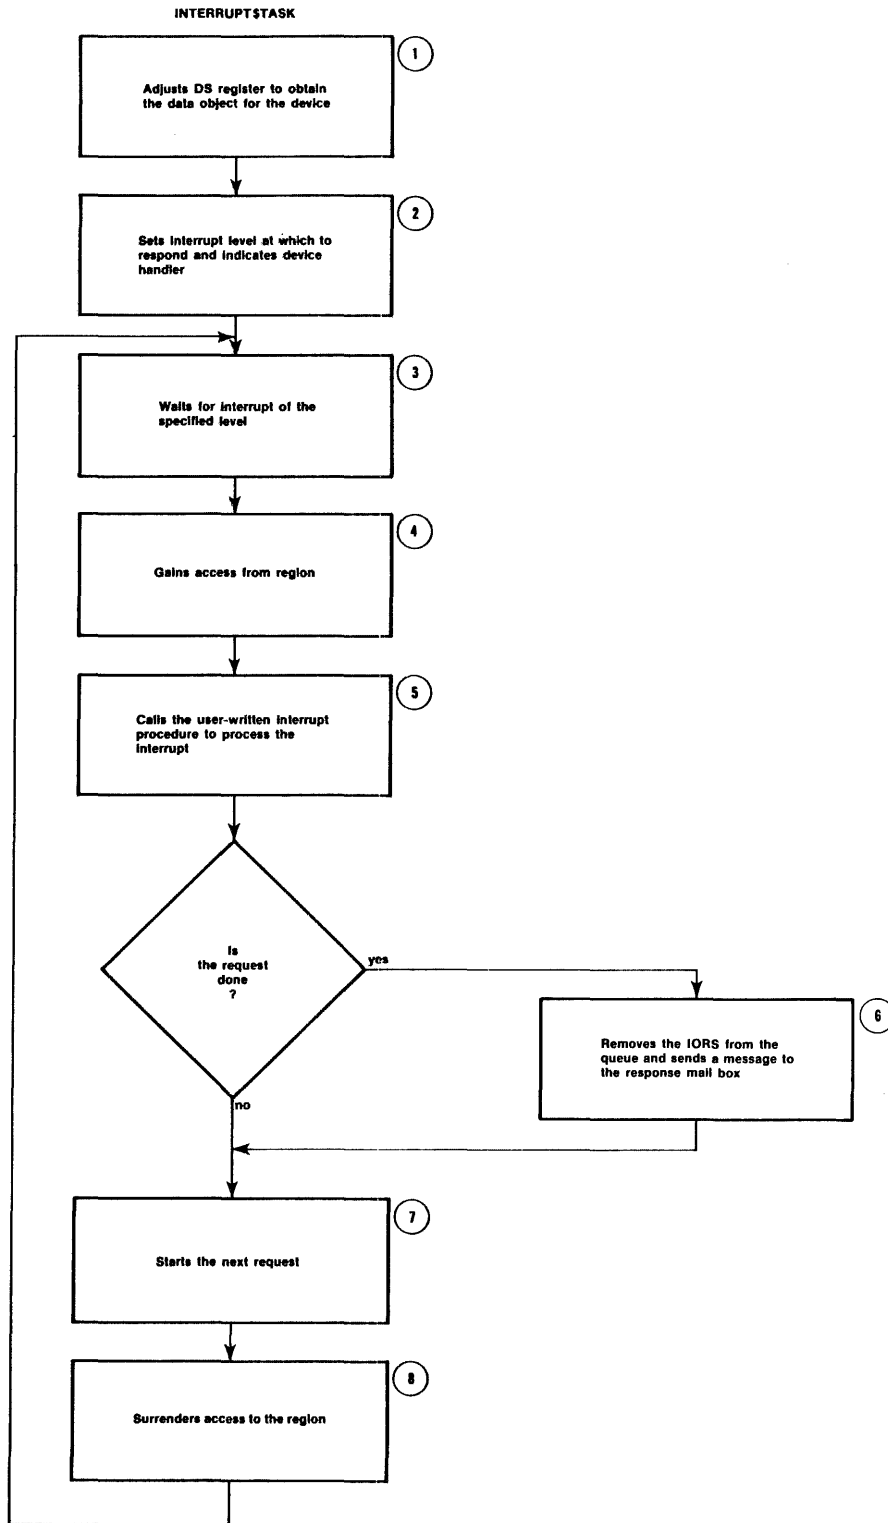 INTERRUPT$TASK
1
Adjusts DS register to obtain
the data object for the device
2
Sets interrupt level at which to
respond and indicates device
handler
3
Waits for interrupt of the
specified level
4
Gains access from region
5
Calls the user-written interrupt
procedure to process the
interrupt
Is
the request
done
?
yes
6
Removes the IORS from the
queue and sends a message to
the response mail box
no
7
Starts the next request
8
Surrenders access to the region